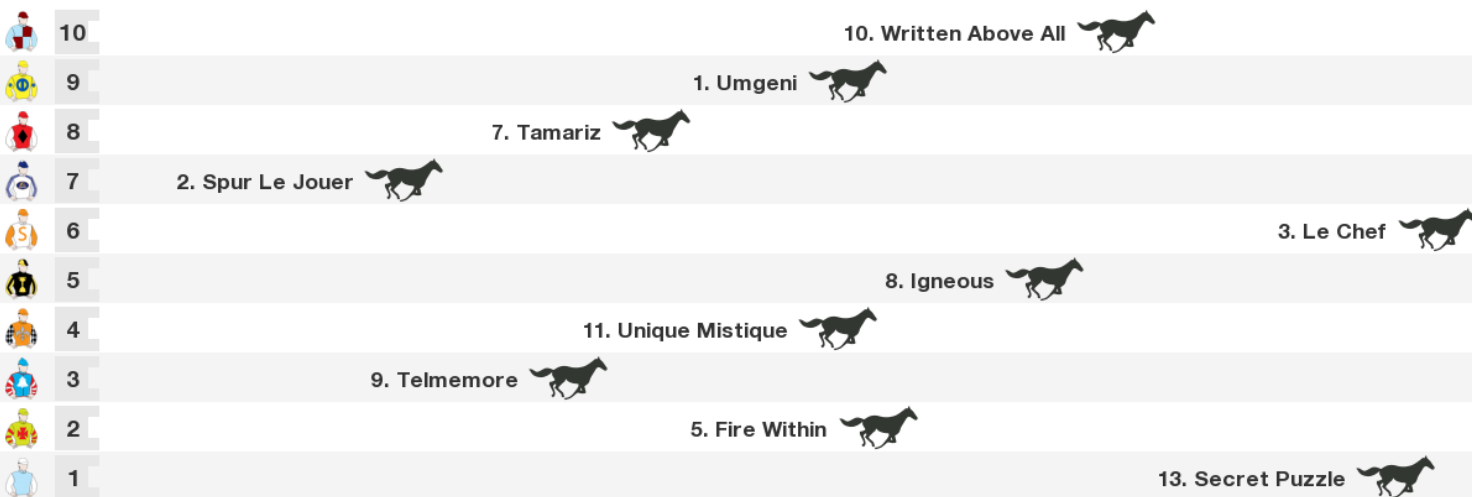 10 10. Written Above All
9 1. Umgeni
8 7. Tamariz
7 2. Spur Le Jouer
6 3. Le Chef
5 8. Igneous
4 11. Unique Mistique
3 9. Telmemore
2 5. Fire Within
1 13. Secret Puzzle